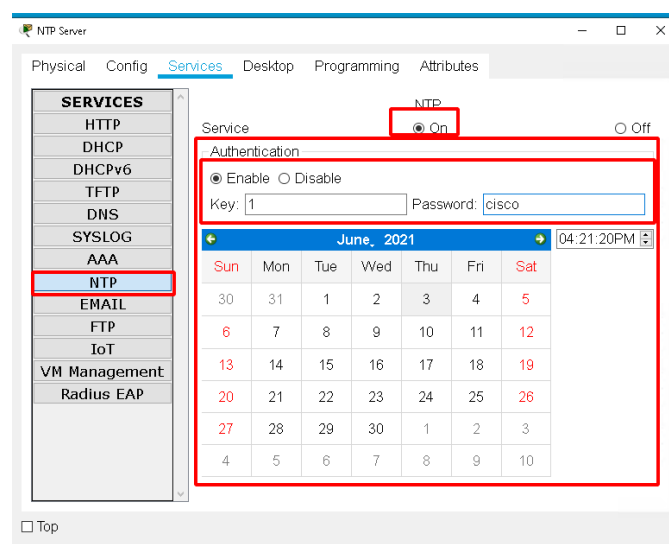 NTP Server
Physical Config Services Desktop Programming Attributes
SERVICES
HTTP
DHCP
DHCPv6
TFTP
DNS
SYSLOG
AAA
NTP
EMAIL
FTP
IoT
VM Management
Radius EAP
NTP
Service On Off
Authentication
Enable Disable
Key: 1 Password: cisco
June, 2021 04:21:20PM
Sun Mon Tue Wed Thu Fri Sat
30 31 1 2 3 4 5
6 7 8 9 10 11 12
13 14 15 16 17 18 19
20 21 22 23 24 25 26
27 28 29 30 1 2 3
4 5 6 7 8 9 10
Top